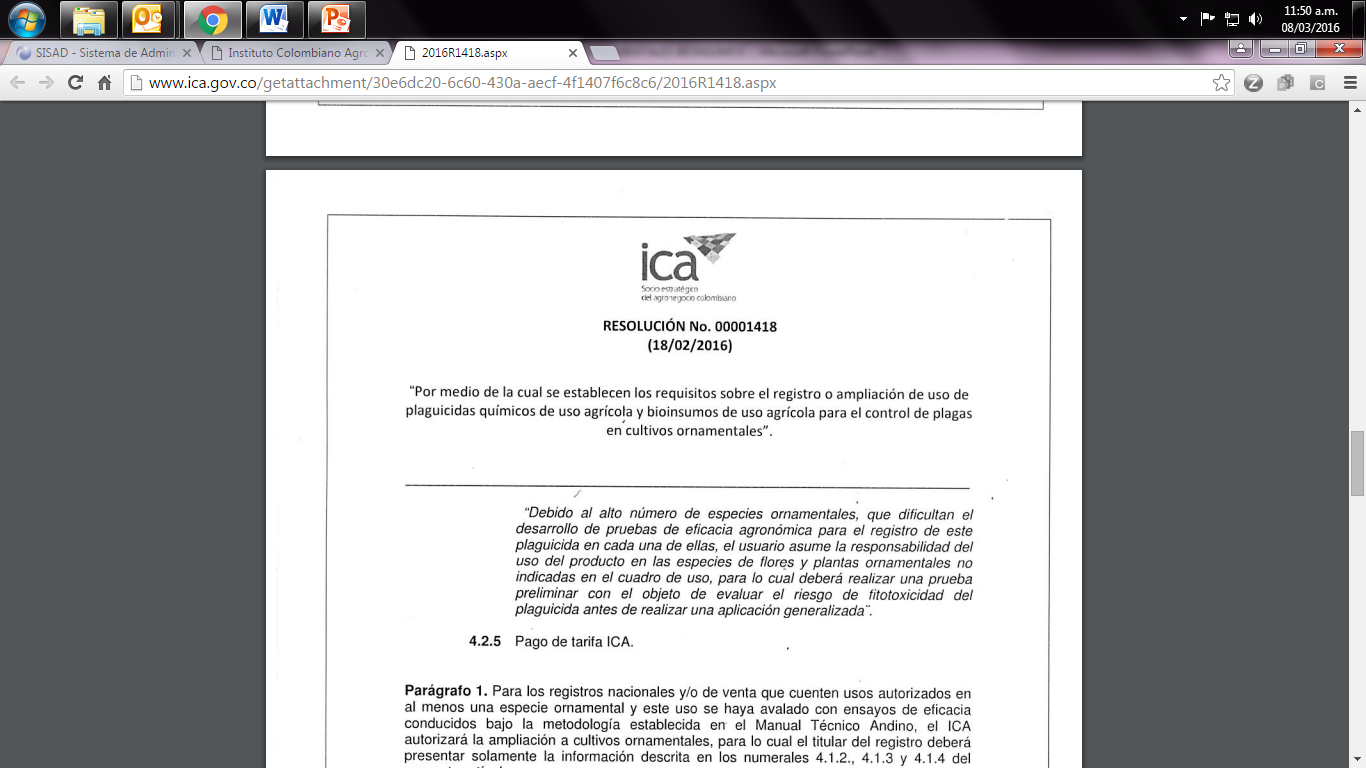 11:50 a.m.
08/03/2016
SISAD - Sistema de Admin
Instituto Colombiano Agro
2016R1418.aspx
www.ica.gov.co/getattachment/30e6dc20-6c60-430a-aecf-4f1407f6c8c6/2016R1418.aspx
ica
Socio estratégico
del agronegocio colombiano
RESOLUCIÓN No. 00001418
(18/02/2016)
“Por medio de la cual se establecen los requisitos sobre el registro o ampliación de uso de
plaguicidas químicos de uso agrícola y bioinsumos de uso agrícola para el control de plagas
en cultivos ornamentales”.
“Debido al alto número de especies ornamentales, que dificultan el
desarrollo de pruebas de eficacia agronómica para el registro de este
plaguicida en cada una de ellas, el usuario asume la responsabilidad del
uso del producto en las especies de flores y plantas ornamentales no
indicadas en el cuadro de uso, para lo cual deberá realizar una prueba
preliminar con el objeto de evaluar el riesgo de fitotoxicidad del
plaguicida antes de realizar una aplicación generalizada¨.
4.2.5 Pago de tarifa ICA.
Parágrafo 1. Para los registros nacionales y/o de venta que cuenten usos autorizados en
al menos una especie ornamental y este uso se haya avalado con ensayos de eficacia
conducidos bajo la metodología establecida en el Manual Técnico Andino, el ICA
autorizará la ampliación a cultivos ornamentales, para lo cual el titular del registro deberá
presentar solamente la información descrita en los numerales 4.1.2., 4.1.3 y 4.1.4 del